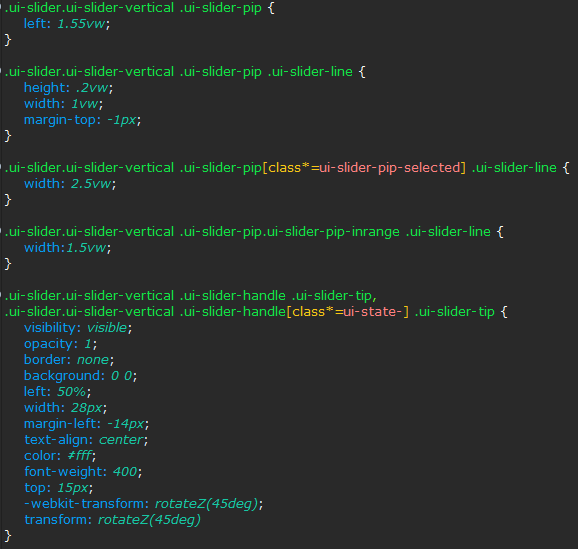 .ui-slider.ui-slider-vertical .ui-slider-pip {
left: 1.55vw;
}
.ui-slider.ui-slider-vertical .ui-slider-pip .ui-slider-line {
height: .2vw;
width: 1vw;
margin-top: -1px;
}
.ui-slider.ui-slider-vertical .ui-slider-pip[class*=ui-slider-pip-selected] .ui-slider-line {
width: 2.5vw;
}
.ui-slider.ui-slider-vertical .ui-slider-pip.ui-slider-pip-inrange .ui-slider-line {
width:1.5vw;
}
.ui-slider.ui-slider-vertical .ui-slider-handle .ui-slider-tip,
.ui-slider.ui-slider-vertical .ui-slider-handle[class*=ui-state-] .ui-slider-tip {
visibility: visible;
opacity: 1;
border: none;
background: 0 0;
left: 50%;
width: 28px;
margin-left: -14px;
text-align: center;
color: #fff;
font-weight: 400;
top: 15px;
-webkit-transform: rotateZ(45deg);
transform: rotateZ(45deg)
}